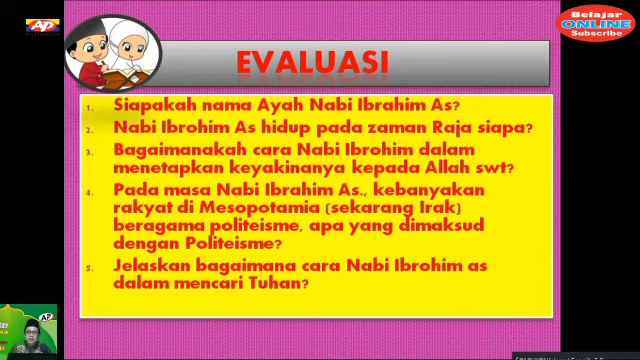 AP
Belajar
ONLINE
Subscribe
EVALUASI
1. Siapakah nama Ayah Nabi Ibrahim As?
2. Nabi Ibrohim As hidup pada zaman Raja siapa?
3. Bagaimanakah cara Nabi Ibrohim dalam
menetapkan keyakinanya kepada Allah swt?
4. Pada masa Nabi Ibrahim As., kebanyakan
rakyat di Mesopotamia (sekarang Irak)
beragama politeisme, apa yang dimaksud
dengan Politeisme?
5. Jelaskan bagaimana cara Nabi Ibrohim as
dalam mencari Tuhan?
AP